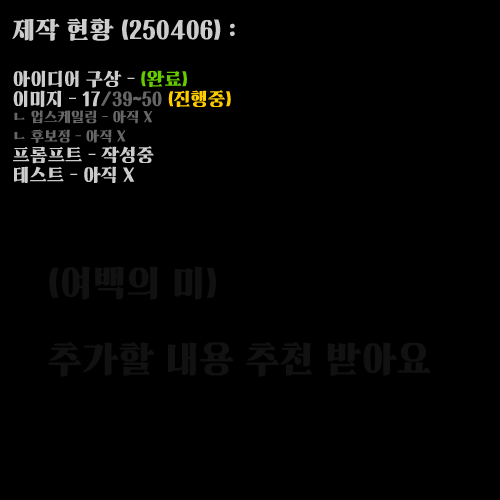 제작 현황 (250406) :
아이디어 구상 - (완료)
이미지 - 17/39~50 (진행중)
ㄴ 업스케일링 - 아직 X
ㄴ 후보정 - 아직 X
프롬프트 - 작성중
테스트 - 아직 X
(여백의 미)
추가할 내용 추천 받아요